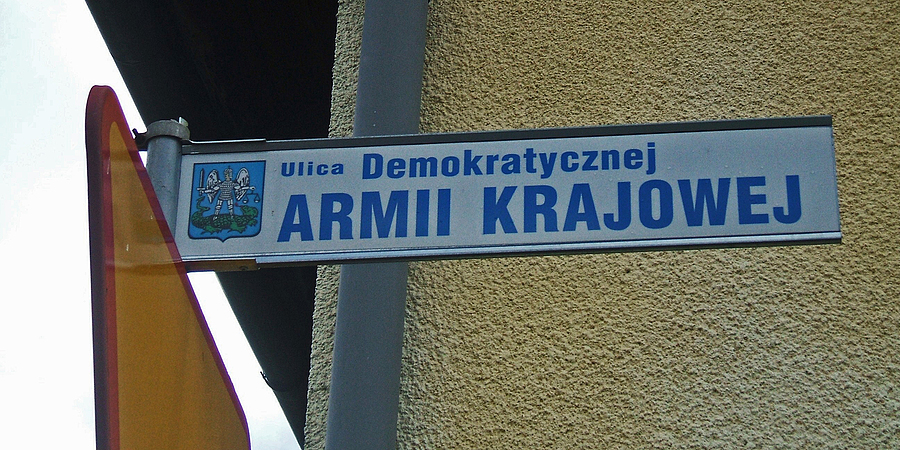 Ulica Demokratycznej
ARMII KRAJOWEJ